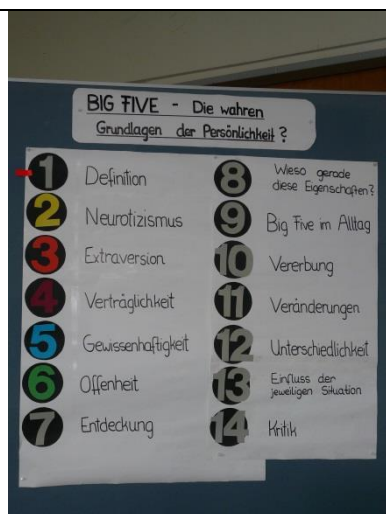 BIG FIVE - Die wahren
Grundlagen der Persönlichkeit?
1 Definition
2 Neurotizismus
3 Extraversion
4 Verträglichkeit
5 Gewissenhaftigkeit
6 Offenheit
7 Entdeckung
8 Wieso gerade
diese Eigenschaften?
9 Big Five im Alltag
10 Vererbung
11 Veränderungen
12 Unterschiedlichkeit
13 Einfluss der
jeweiligen Situation
14 Kritik